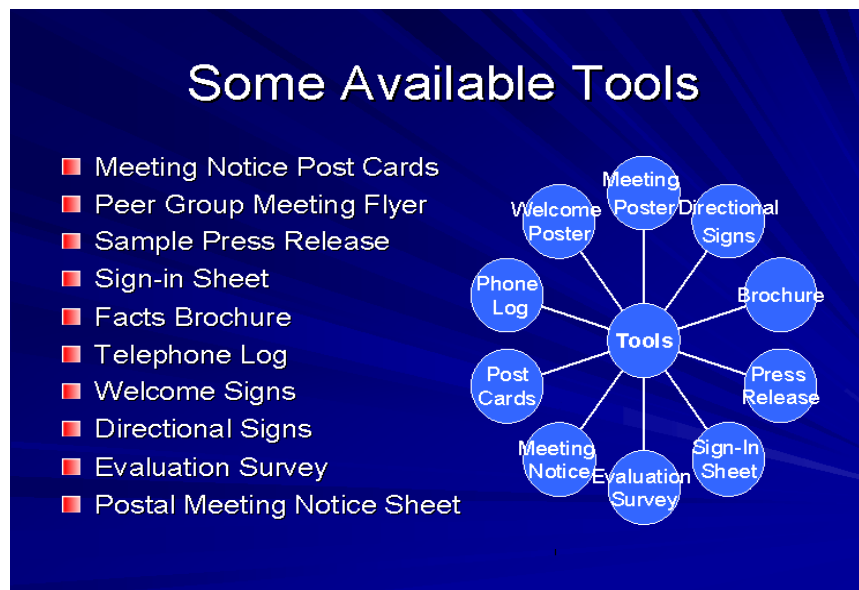 Some Available Tools
Meeting Notice Post Cards
Peer Group Meeting Flyer
Sample Press Release
Sign-in Sheet
Facts Brochure
Telephone Log
Welcome Signs
Directional Signs
Evaluation Survey
Postal Meeting Notice Sheet
Meeting
Poster
Directional
Signs
Brochure
Press
Release
Sign-In
Sheet
Evaluation
Survey
Meeting
Notice
Post
Cards
Phone
Log
Welcome
Poster
Tools